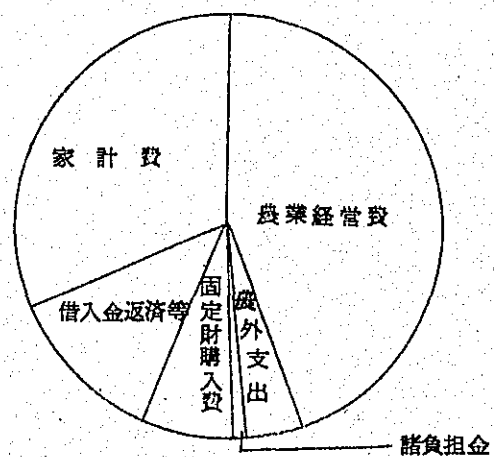 家計費
農業経営費
借入金返済等
固定財購入費
農外支出
諸負担金